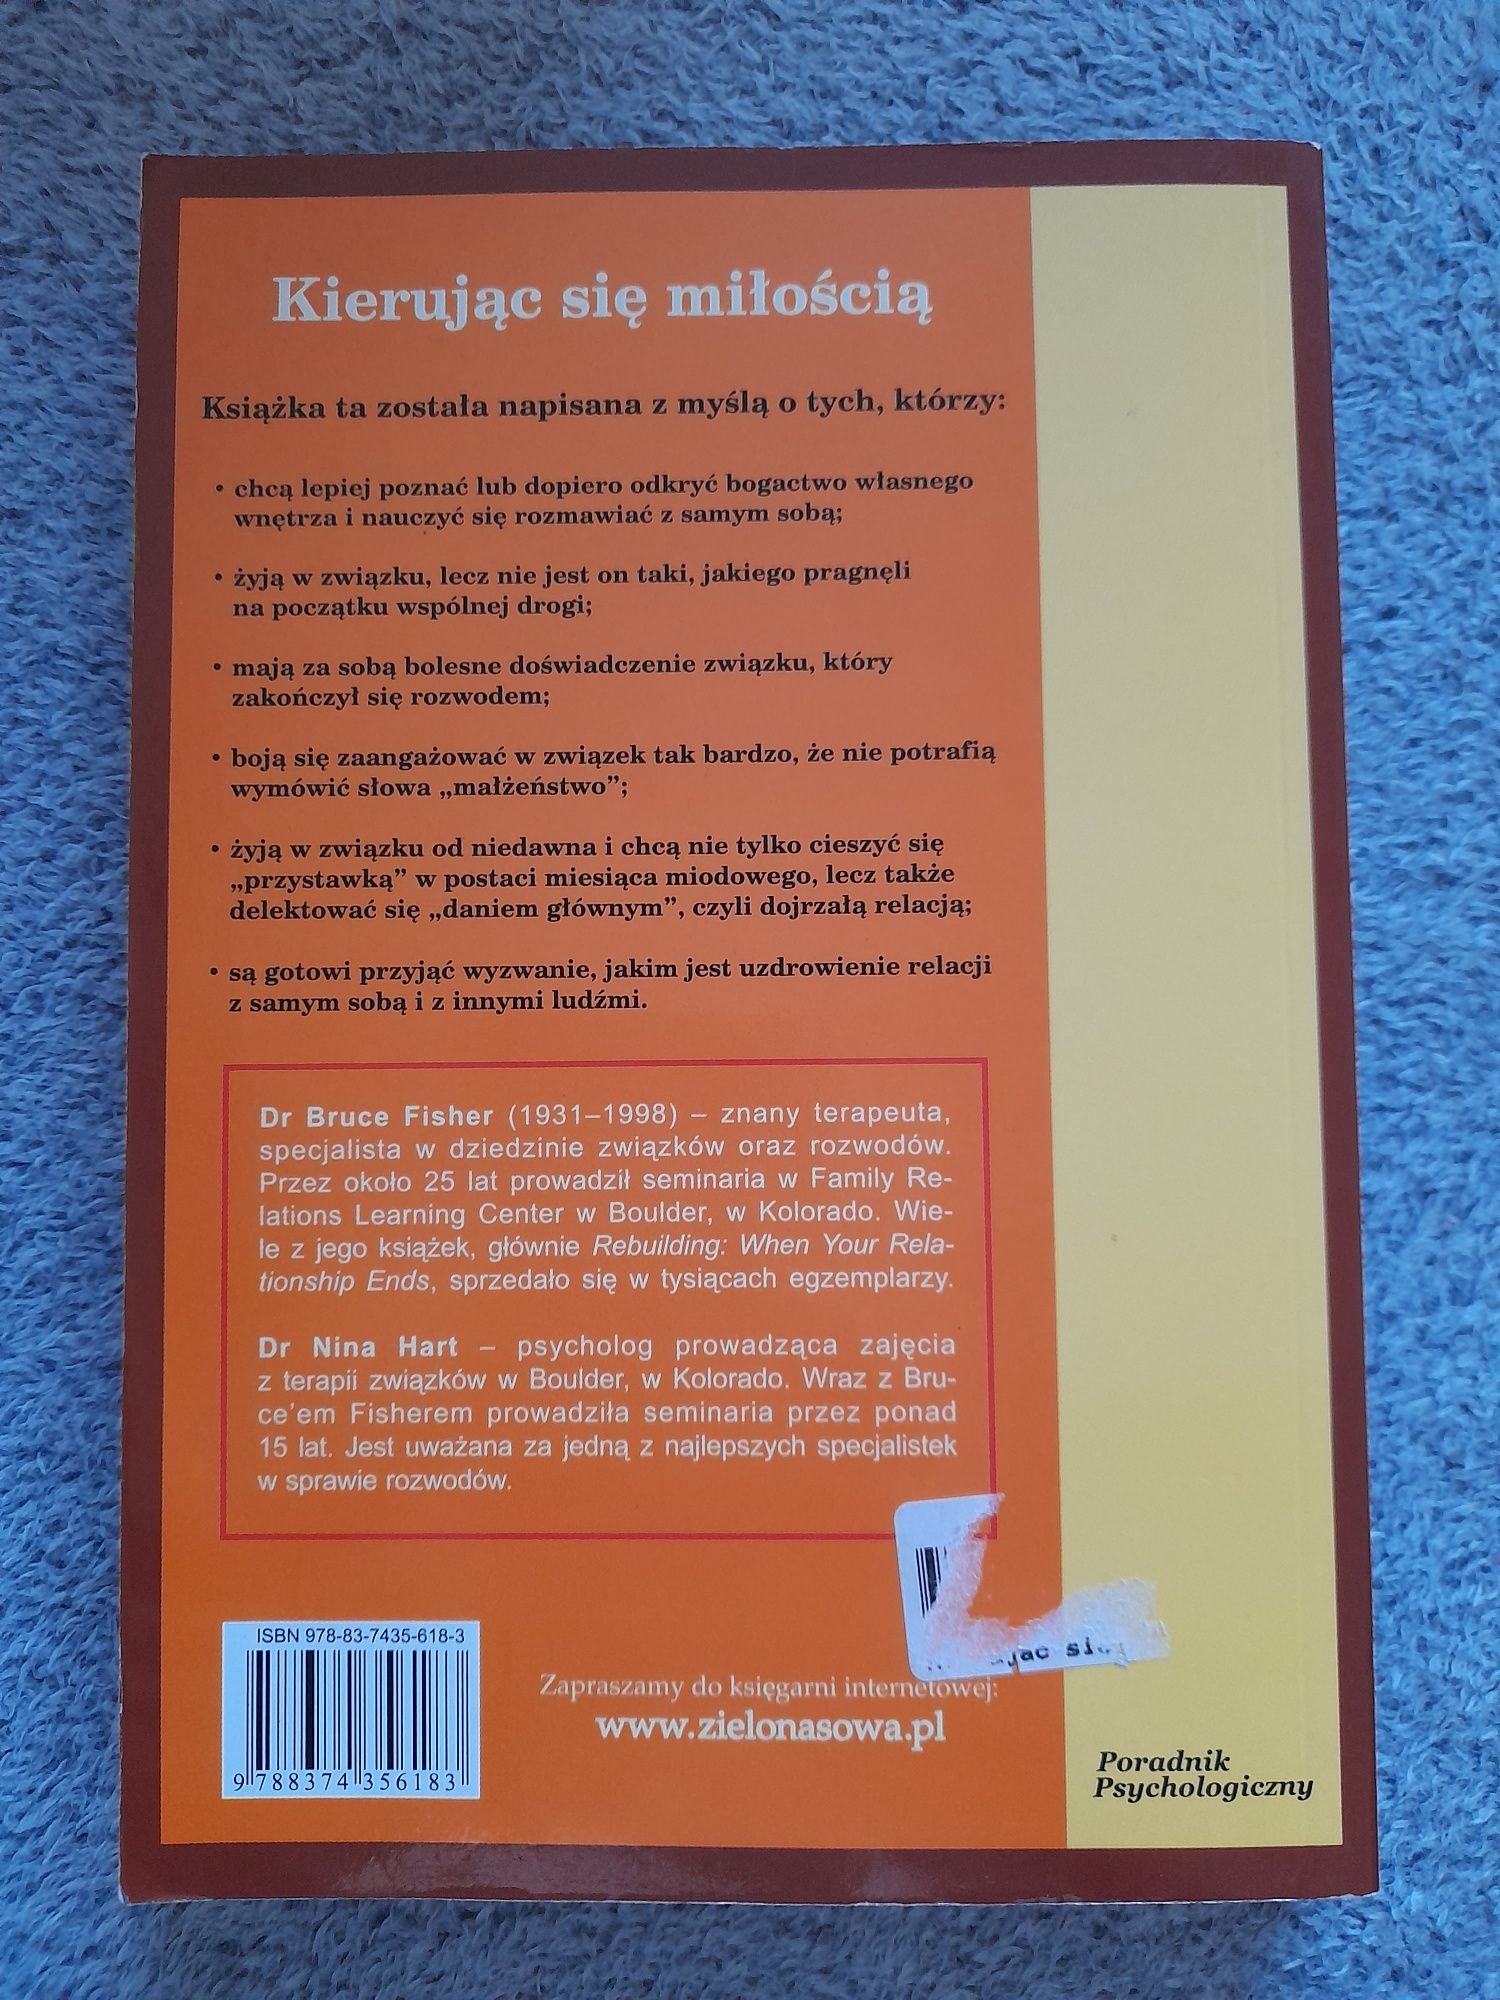 Kierując się miłością
Książka ta została napisana z myślą o tych, którzy:
• chcą lepiej poznać lub dopiero odkryć bogactwo własnego
wnętrza i nauczyć się rozmawiać z samym sobą;
• żyją w związku, lecz nie jest on taki, jakiego pragnęli
na początku wspólnej drogi;
• mają za sobą bolesne doświadczenie związku, który
zakończył się rozwodem;
• boją się zaangażować w związek tak bardzo, że nie potrafią
wymówić słowa „małżeństwo”;
• żyją w związku od niedawna i chcą nie tylko cieszyć się
„przystawką” w postaci miesiąca miodowego, lecz także
delektować się „daniem głównym”, czyli dojrzałą relacją;
• są gotowi przyjąć wyzwanie, jakim jest uzdrowienie relacji
z samym sobą i z innymi ludźmi.
Dr Bruce Fisher (1931–1998) – znany terapeuta,
specjalista w dziedzinie związków oraz rozwodów.
Przez około 25 lat prowadził seminaria w Family Re-
lations Learning Center w Boulder, w Kolorado. Wie-
le z jego książek, głównie Rebuilding: When Your Rela-
tionship Ends, sprzedało się w tysiącach egzemplarzy.
Dr Nina Hart – psycholog prowadząca zajęcia
z terapii związków w Boulder, w Kolorado. Wraz z Bru-
ce’em Fisherem prowadziła seminaria przez ponad
15 lat. Jest uważana za jedną z najlepszych specjalistek
w sprawie rozwodów.
ISBN 978-83-7435-618-3
9 788374 356183
Zapraszamy do księgarni internetowej:
www.zielonasowa.pl
Poradnik
Psychologiczny